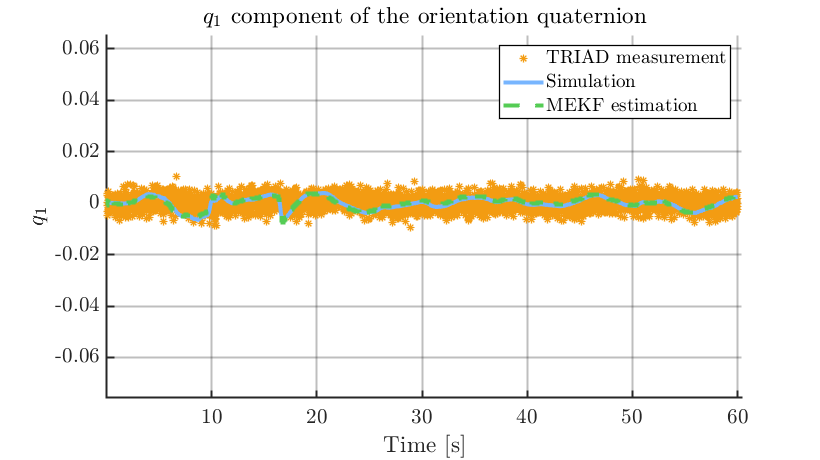 q1 component of the orientation quaternion
TRIAD measurement
Simulation
MEKF estimation
0.06
0.04
0.02
0
-0.02
-0.04
-0.06
q1
10 20 30 40 50 60
Time [s]